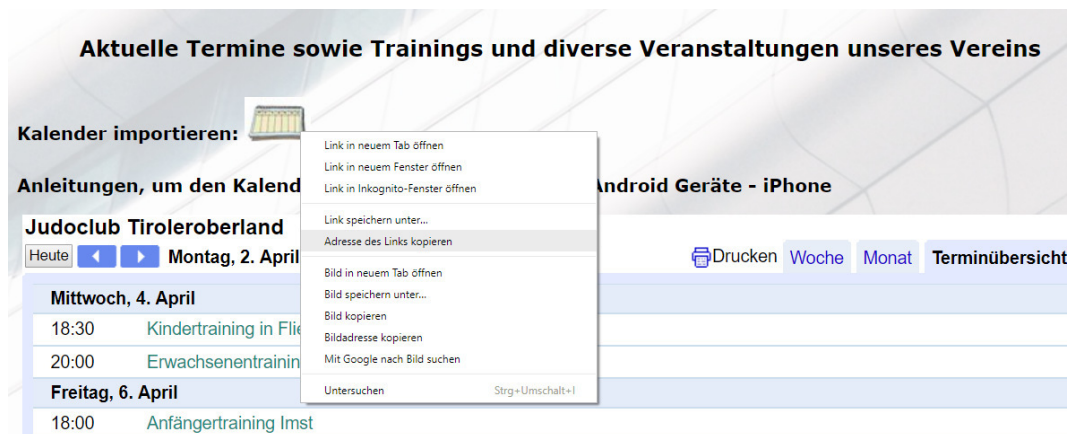 Aktuelle Termine sowie Trainings und diverse Veranstaltungen unseres Vereins
Kalender importieren:
Anleitungen, um den Kalend
Android Geräte - iPhone
Link in neuem Tab öffnen
Link in neuem Fenster öffnen
Link in Inkognito-Fenster öffnen
Link speichern unter...
Adresse des Links kopieren
Bild in neuem Tab öffnen
Bild speichern unter...
Bild kopieren
Bildadresse kopieren
Mit Google nach Bild suchen
Untersuchen Strg+Umschalt+I
Judoclub Tiroleroberland
Heute Montag, 2. April
Drucken Woche Monat Terminübersicht
Mittwoch, 4. April
18:30 Kindertraining in Flie
20:00 Erwachsenentrainin
Freitag, 6. April
18:00 Anfängertraining Imst